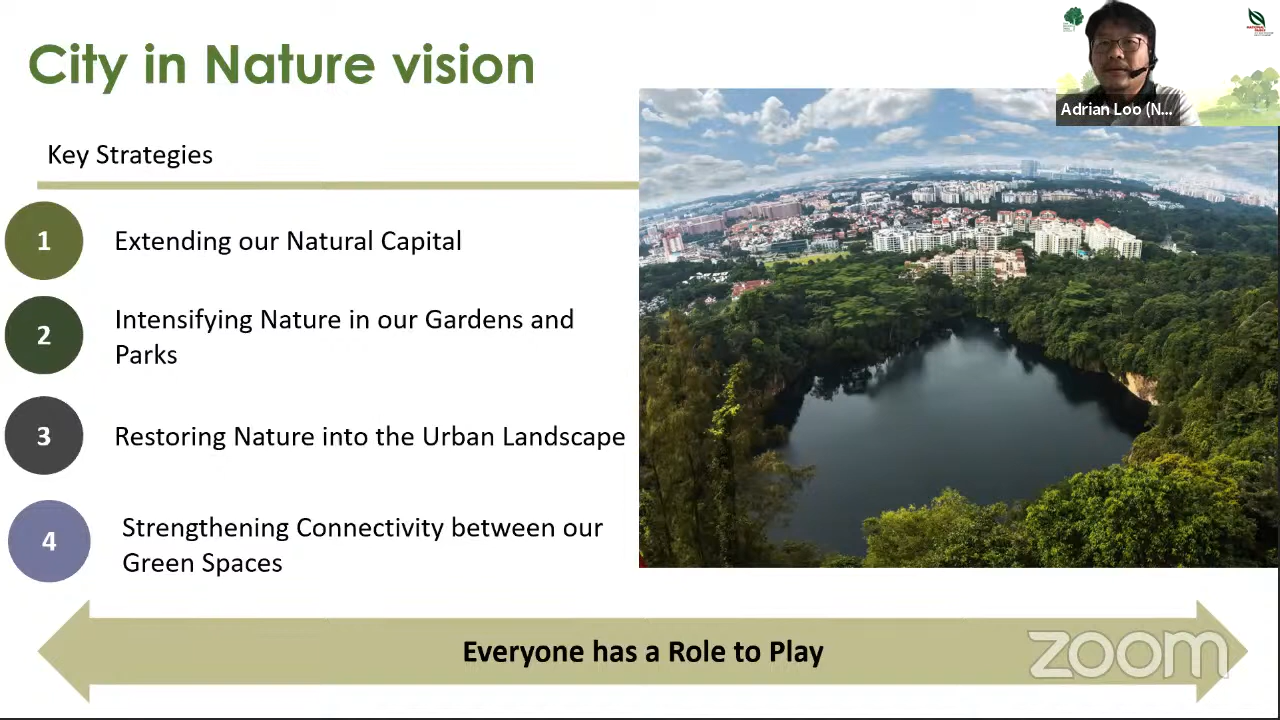 City in Nature vision
Adrian Loo (N...
Key Strategies
1
Extending our Natural Capital
2
Intensifying Nature in our Gardens and
Parks
3
Restoring Nature into the Urban Landscape
4
Strengthening Connectivity between our
Green Spaces
Everyone has a Role to Play
zoom